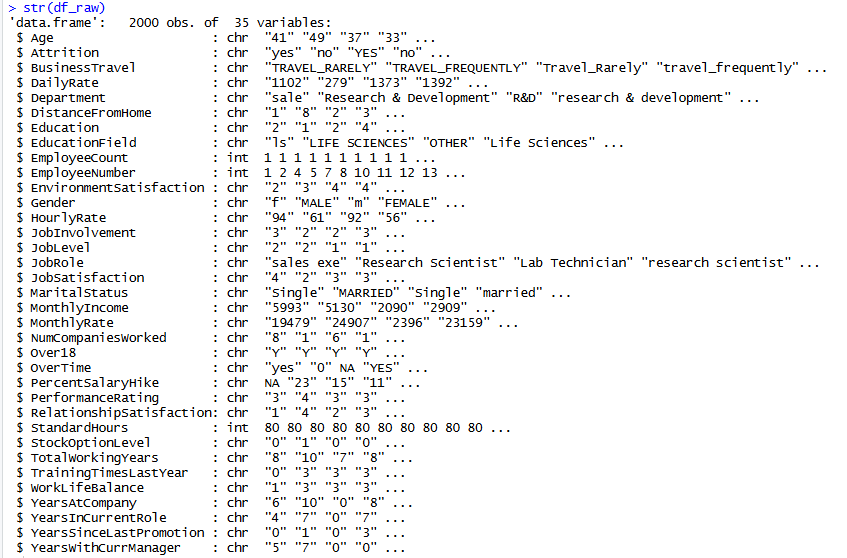 > str(df_raw)
'data.frame':   2000 obs. of  35 variables:
 $ Age                     : chr  "41" "49" "37" "33" ...
 $ Attrition               : chr  "yes" "no" "YES" "no" ...
 $ BusinessTravel          : chr  "TRAVEL_RARELY" "TRAVEL_FREQUENTLY" "Travel_Rarely" "travel_frequently" ...
 $ DailyRate               : chr  "1102" "279" "1373" "1392" ...
 $ Department              : chr  "sale" "Research & Development" "R&D" "research & development" ...
 $ DistanceFromHome        : chr  "1" "8" "2" "3" ...
 $ Education               : chr  "2" "1" "2" "4" ...
 $ EducationField          : chr  "ls" "LIFE SCIENCES" "OTHER" "Life Sciences" ...
 $ EmployeeCount           : int  1 1 1 1 1 1 1 1 1 1 ...
 $ EmployeeNumber          : int  1 2 4 5 7 8 10 11 12 13 ...
 $ EnvironmentSatisfaction : chr  "2" "3" "4" "4" ...
 $ Gender                  : chr  "f" "MALE" "m" "FEMALE" ...
 $ HourlyRate              : chr  "94" "61" "92" "56" ...
 $ JobInvolvement          : chr  "3" "2" "2" "3" ...
 $ JobLevel                : chr  "2" "2" "1" "1" ...
 $ JobRole                 : chr  "sales exe" "Research Scientist" "Lab Technician" "research scientist" ...
 $ JobSatisfaction         : chr  "4" "2" "3" "3" ...
 $ MaritalStatus           : chr  "Single" "MARRIED" "Single" "married" ...
 $ MonthlyIncome           : chr  "5993" "5130" "2090" "2909" ...
 $ MonthlyRate             : chr  "19479" "24907" "2396" "23159" ...
 $ NumCompaniesWorked      : chr  "8" "1" "6" "1" ...
 $ Over18                  : chr  "Y" "Y" "Y" "Y" ...
 $ OverTime                : chr  "yes" "0" NA "YES" ...
 $ PercentSalaryHike       : chr  NA "23" "15" "11" ...
 $ PerformanceRating       : chr  "3" "4" "3" "3" ...
 $ RelationshipSatisfaction: chr  "1" "4" "2" "3" ...
 $ StandardHours           : int  80 80 80 80 80 80 80 80 80 80 ...
 $ StockOptionLevel        : chr  "0" "1" "0" "0" ...
 $ TotalWorkingYears       : chr  "8" "10" "7" "8" ...
 $ TrainingTimesLastYear   : chr  "0" "3" "3" "3" ...
 $ WorkLifeBalance         : chr  "1" "3" "3" "3" ...
 $ YearsAtCompany          : chr  "6" "10" "0" "8" ...
 $ YearsInCurrentRole      : chr  "4" "7" "0" "7" ...
 $ YearsSinceLastPromotion : chr  "0" "1" "0" "3" ...
 $ YearsWithCurrManager    : chr  "5" "7" "0" "0" ...